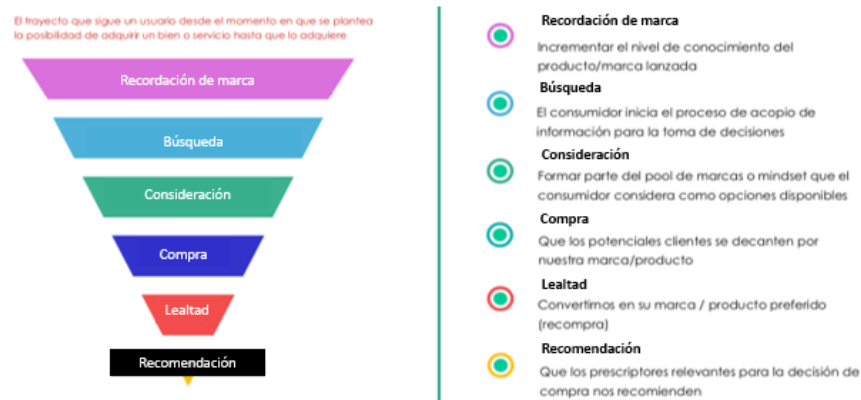 El trayecto que sigue un usuario desde el momento en que se plantea
la posibilidad de adquirir un bien o servicio hasta que lo adquiere
Recordación de marca
Búsqueda
Consideración
Compra
Lealtad
Recomendación
Recordación de marca
Incrementar el nivel de conocimiento del
producto/marca lanzada
Búsqueda
El consumidor inicia el proceso de acopio de
información para la toma de decisiones
Consideración
Formar parte del pool de marcas o mindset que el
consumidor considera como opciones disponibles
Compra
Que los potenciales clientes se decanten por
nuestra marca/producto
Lealtad
Convertirnos en su marca / producto preferido
(recompra)
Recomendación
Que los prescriptores relevantes para la decisión de
compra nos recomienden